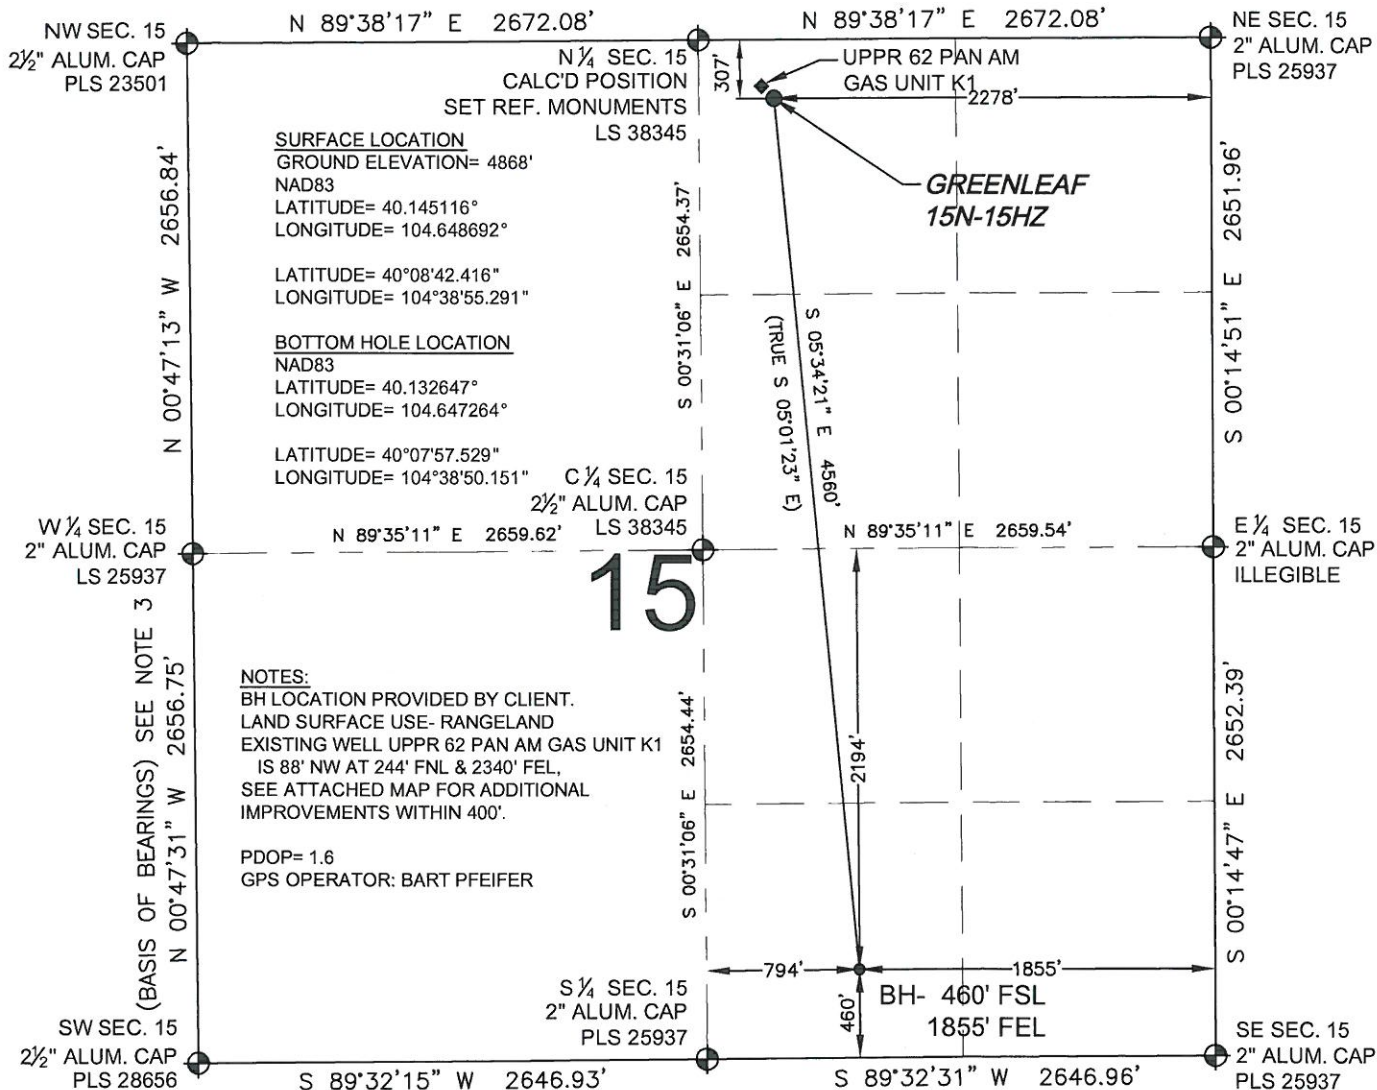 N 89°38'17" E 2672.08'
N 89°38'17" E 2672.08'
NW SEC. 15
2½" ALUM. CAP
PLS 23501
N ¼ SEC. 15
CALC'D POSITION
SET REF. MONUMENTS
LS 38345
307'
UPPR 62 PAN AM
GAS UNIT K1
2278'
NE SEC. 15
2" ALUM. CAP
PLS 25937
SURFACE LOCATION
GROUND ELEVATION= 4868'
NAD83
LATITUDE= 40.145116°
LONGITUDE= 104.648692°
LATITUDE= 40°08'42.416"
LONGITUDE= 104°38'55.291"
BOTTOM HOLE LOCATION
NAD83
LATITUDE= 40.132647°
LONGITUDE= 104.647264°
LATITUDE= 40°07'57.529"
LONGITUDE= 104°38'50.151"
N 00°47'13" W 2656.84'
S 00°31'06" E 2654.37'
GREENLEAF
15N-15HZ
S 05°34'21" E 4560'
(TRUE S 05°01'23" E)
S 00°14'51" E 2651.96'
W ¼ SEC. 15
2" ALUM. CAP
LS 25937
N 89°35'11" E 2659.62'
C ¼ SEC. 15
2½" ALUM. CAP
LS 38345
15
N 89°35'11" E 2659.54'
E ¼ SEC. 15
2" ALUM. CAP
ILLEGIBLE
(BASIS OF BEARINGS) SEE NOTE 3
N 00°47'31" W 2656.75'
NOTES:
BH LOCATION PROVIDED BY CLIENT.
LAND SURFACE USE- RANGELAND
EXISTING WELL UPPR 62 PAN AM GAS UNIT K1
IS 88' NW AT 244' FNL & 2340' FEL,
SEE ATTACHED MAP FOR ADDITIONAL
IMPROVEMENTS WITHIN 400'.
PDOP= 1.6
GPS OPERATOR: BART PFEIFER
S 00°31'06" E 2654.44'
2194'
S 00°14'47" E 2652.39'
794'
1855'
460'
BH- 460' FSL
1855' FEL
SW SEC. 15
2½" ALUM. CAP
PLS 28656
S ¼ SEC. 15
2" ALUM. CAP
PLS 25937
SE SEC. 15
2" ALUM. CAP
PLS 25937
S 89°32'15" W 2646.93'
S 89°32'31" W 2646.96'